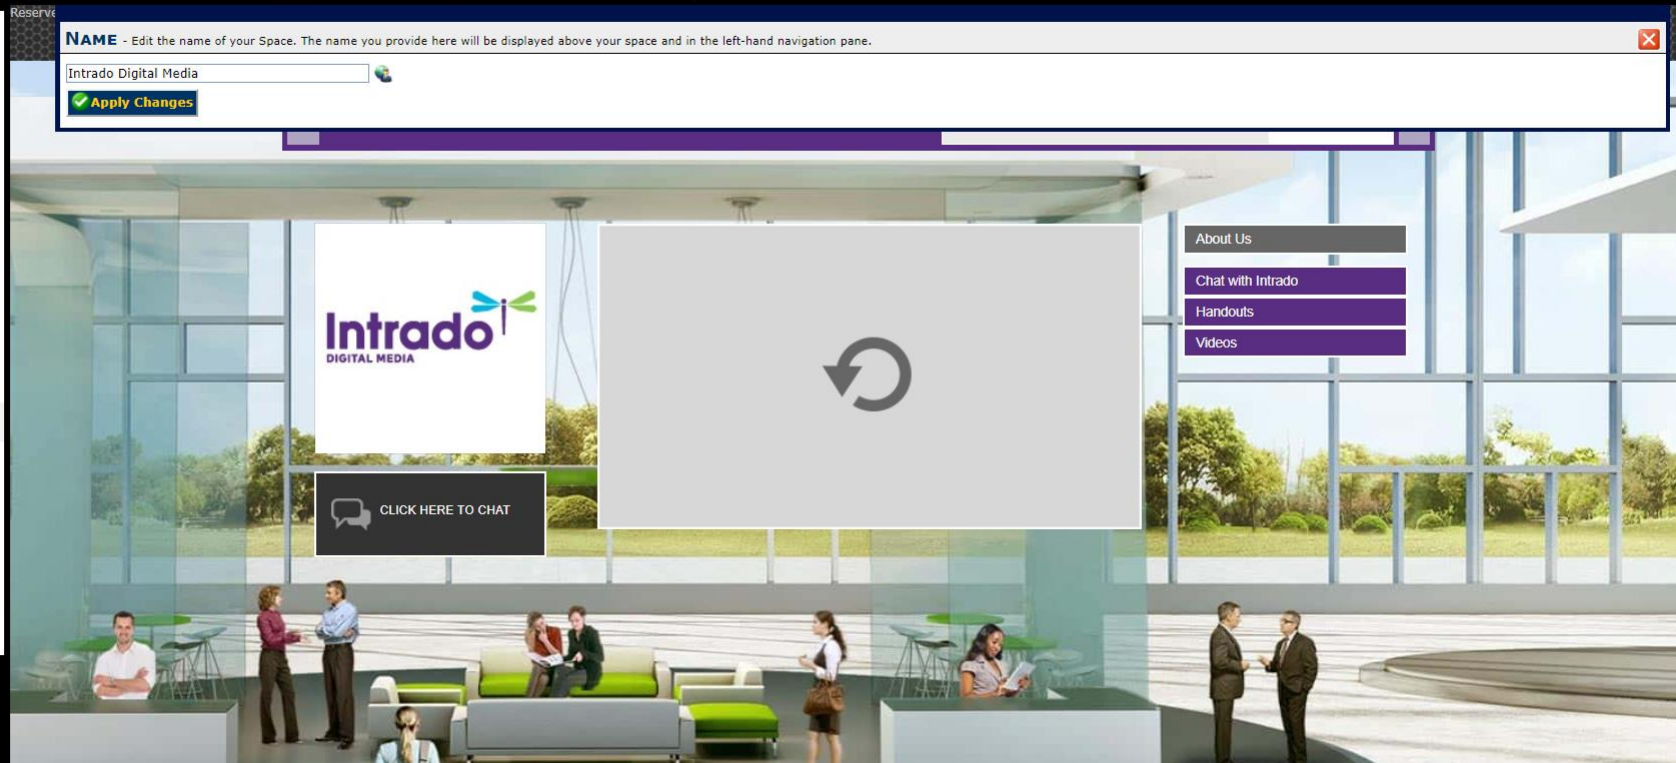 Reserve
NAME - Edit the name of your Space. The name you provide here will be displayed above your space and in the left-hand navigation pane.
Intrado Digital Media
Apply Changes
Intrado
DIGITAL MEDIA
CLICK HERE TO CHAT
About Us
Chat with Intrado
Handouts
Videos